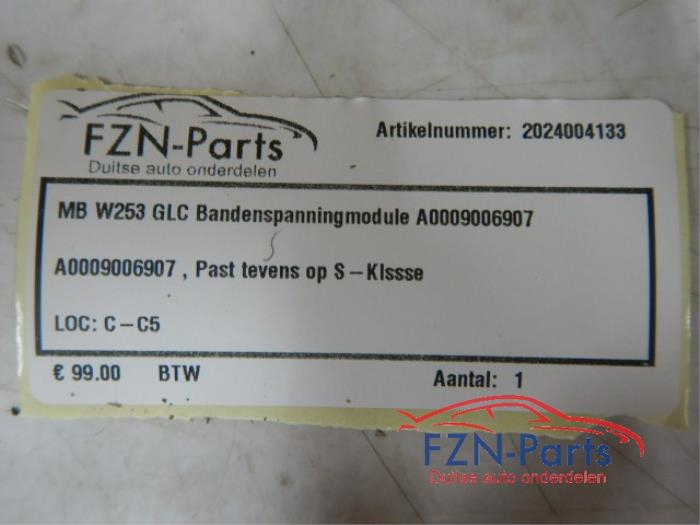 FZN-Parts
Duitse auto onderdelen
Artikelnummer: 2024004133
MB W253 GLC Bandenspanningmodule A0009006907
A0009006907 , Past tevens op S-Klssse
LOC: C-C5
€ 99.00 BTW Aantal: 1
FZN-Parts
Duitse auto onderdelen